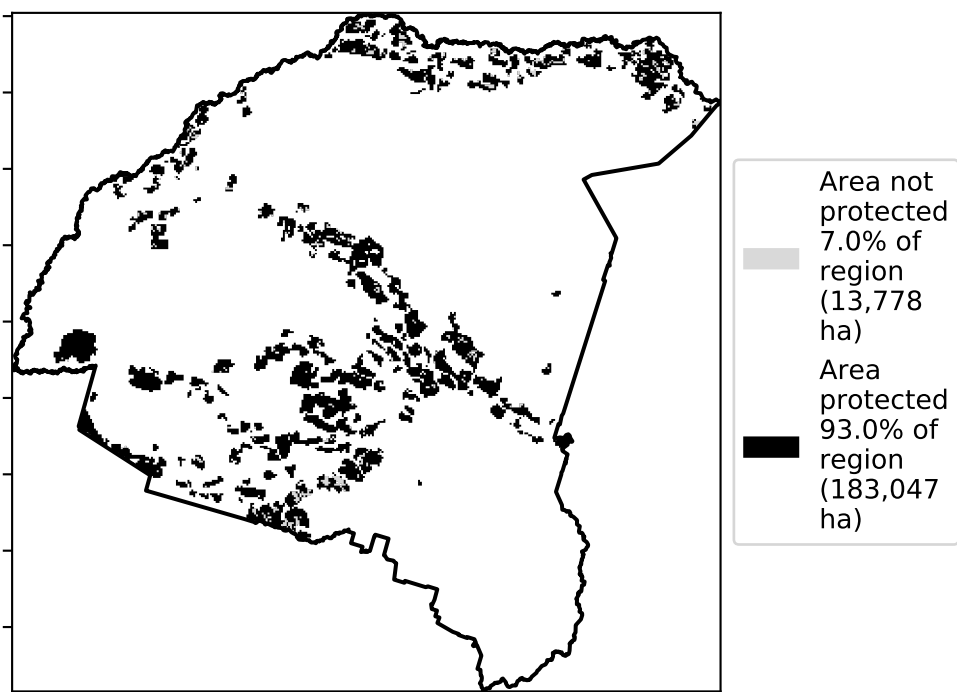 Area not
protected
7.0% of
region
(13,778
ha)
Area
protected
93.0% of
region
(183,047
ha)